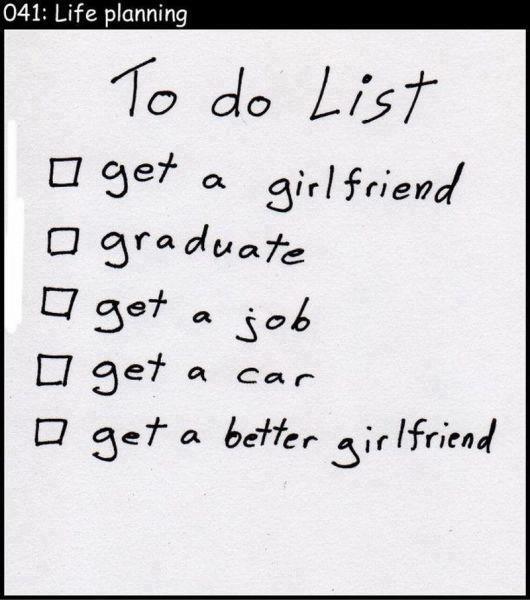 041: Life planning
To do List
get a girlfriend
graduate
get a job
get a car
get a better girlfriend